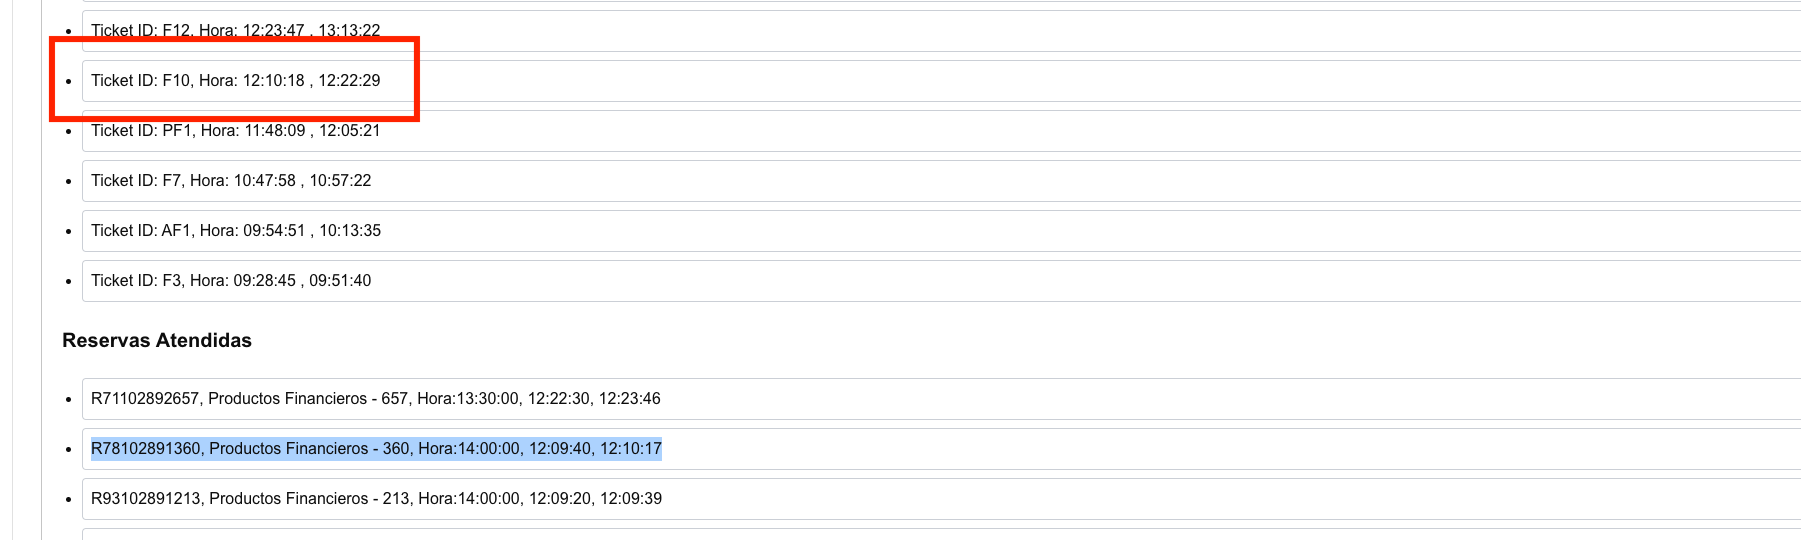 Ticket ID: F12, Hora: 12:23:47 , 13:13:22
Ticket ID: F10, Hora: 12:10:18 , 12:22:29
Ticket ID: PF1, Hora: 11:48:09 , 12:05:21
Ticket ID: F7, Hora: 10:47:58 , 10:57:22
Ticket ID: AF1, Hora: 09:54:51 , 10:13:35
Ticket ID: F3, Hora: 09:28:45 , 09:51:40
Reservas Atendidas
R71102892657, Productos Financieros - 657, Hora:13:30:00, 12:22:30, 12:23:46
R78102891360, Productos Financieros - 360, Hora:14:00:00, 12:09:40, 12:10:17
R93102891213, Productos Financieros - 213, Hora:14:00:00, 12:09:20, 12:09:39